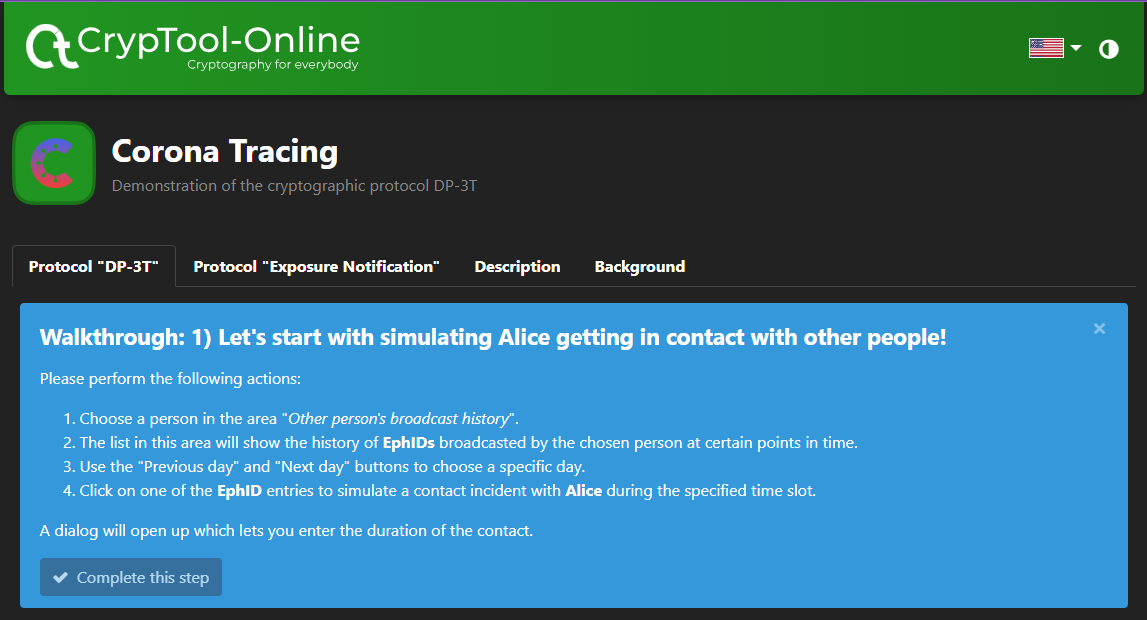 CrypTool-Online
Cryptography for everybody
Corona Tracing
Demonstration of the cryptographic protocol DP-3T
Protocol "DP-3T" Protocol "Exposure Notification" Description Background
Walkthrough: 1) Let's start with simulating Alice getting in contact with other people!
Please perform the following actions:
1. Choose a person in the area "Other person's broadcast history".
2. The list in this area will show the history of EphIDs broadcasted by the chosen person at certain points in time.
3. Use the "Previous day" and "Next day" buttons to choose a specific day.
4. Click on one of the EphID entries to simulate a contact incident with Alice during the specified time slot.
A dialog will open up which lets you enter the duration of the contact.
Complete this step